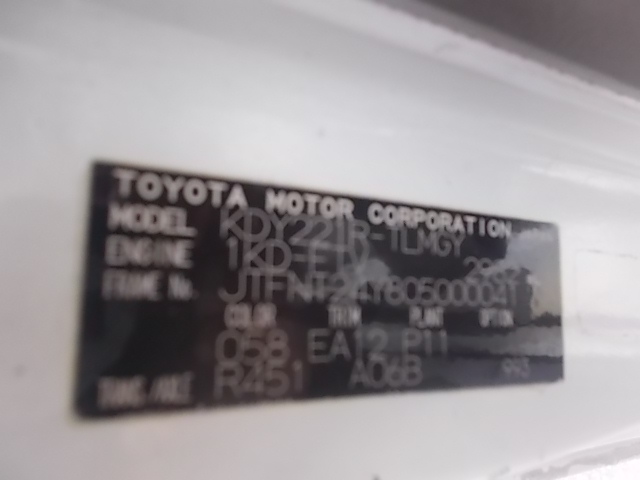 TOYOTA MOTOR CORPORATION
MODEL KDY221R-TLMGY
ENGINE 1KD-FTV
FRAME No.
COLOR TRIM PLANT OPTION
058 EA12 P11
TRANS/AXLE R451 A06B 993